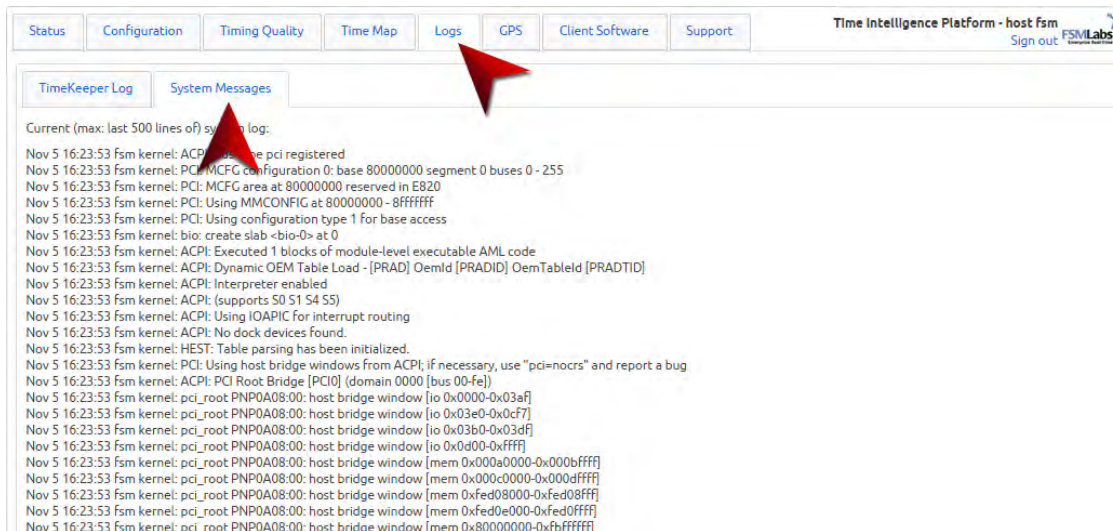 Status Configuration Timing Quality Time Map Logs GPS Client Software Support
Time Intelligence Platform - host fsm
Sign out
FSMLabs
TimeKeeper Log System Messages
Current (max: last 500 lines of) system log:
Nov 5 16:23:53 fsm kernel: ACPI: pci registered
Nov 5 16:23:53 fsm kernel: PCI: MCFG configuration 0: base 80000000 segment 0 buses 0 - 255
Nov 5 16:23:53 fsm kernel: PCI: MCFG area at 80000000 reserved in E820
Nov 5 16:23:53 fsm kernel: PCI: Using MMCONFIG at 80000000 - 8fffffff
Nov 5 16:23:53 fsm kernel: PCI: Using configuration type 1 for base access
Nov 5 16:23:53 fsm kernel: bio: create slab <bio-0> at 0
Nov 5 16:23:53 fsm kernel: ACPI: Executed 1 blocks of module-level executable AML code
Nov 5 16:23:53 fsm kernel: ACPI: Dynamic OEM Table Load - [PRAD] OemId [PRADID] OemTableId [PRADTID]
Nov 5 16:23:53 fsm kernel: ACPI: Interpreter enabled
Nov 5 16:23:53 fsm kernel: ACPI: (supports S0 S1 S4 S5)
Nov 5 16:23:53 fsm kernel: ACPI: Using IOAPIC for interrupt routing
Nov 5 16:23:53 fsm kernel: ACPI: No dock devices found.
Nov 5 16:23:53 fsm kernel: HEST: Table parsing has been initialized.
Nov 5 16:23:53 fsm kernel: PCI: Using host bridge windows from ACPI; if necessary, use "pci=nocrs" and report a bug
Nov 5 16:23:53 fsm kernel: ACPI: PCI Root Bridge [PCI0] (domain 0000 [bus 00-fe])
Nov 5 16:23:53 fsm kernel: pci_root PNP0A08:00: host bridge window [io 0x0000-0x03af]
Nov 5 16:23:53 fsm kernel: pci_root PNP0A08:00: host bridge window [io 0x03e0-0x0cf7]
Nov 5 16:23:53 fsm kernel: pci_root PNP0A08:00: host bridge window [io 0x03b0-0x03df]
Nov 5 16:23:53 fsm kernel: pci_root PNP0A08:00: host bridge window [io 0x0d00-0xffff]
Nov 5 16:23:53 fsm kernel: pci_root PNP0A08:00: host bridge window [mem 0x000a0000-0x000bffff]
Nov 5 16:23:53 fsm kernel: pci_root PNP0A08:00: host bridge window [mem 0x000c0000-0x000dffff]
Nov 5 16:23:53 fsm kernel: pci_root PNP0A08:00: host bridge window [mem 0xfed08000-0xfed08fff]
Nov 5 16:23:53 fsm kernel: pci_root PNP0A08:00: host bridge window [mem 0xfed0e000-0xfed0ffff]
Nov 5 16:23:53 fsm kernel: pci_root PNP0A08:00: host bridge window [mem 0x80000000-0xfbffffff]